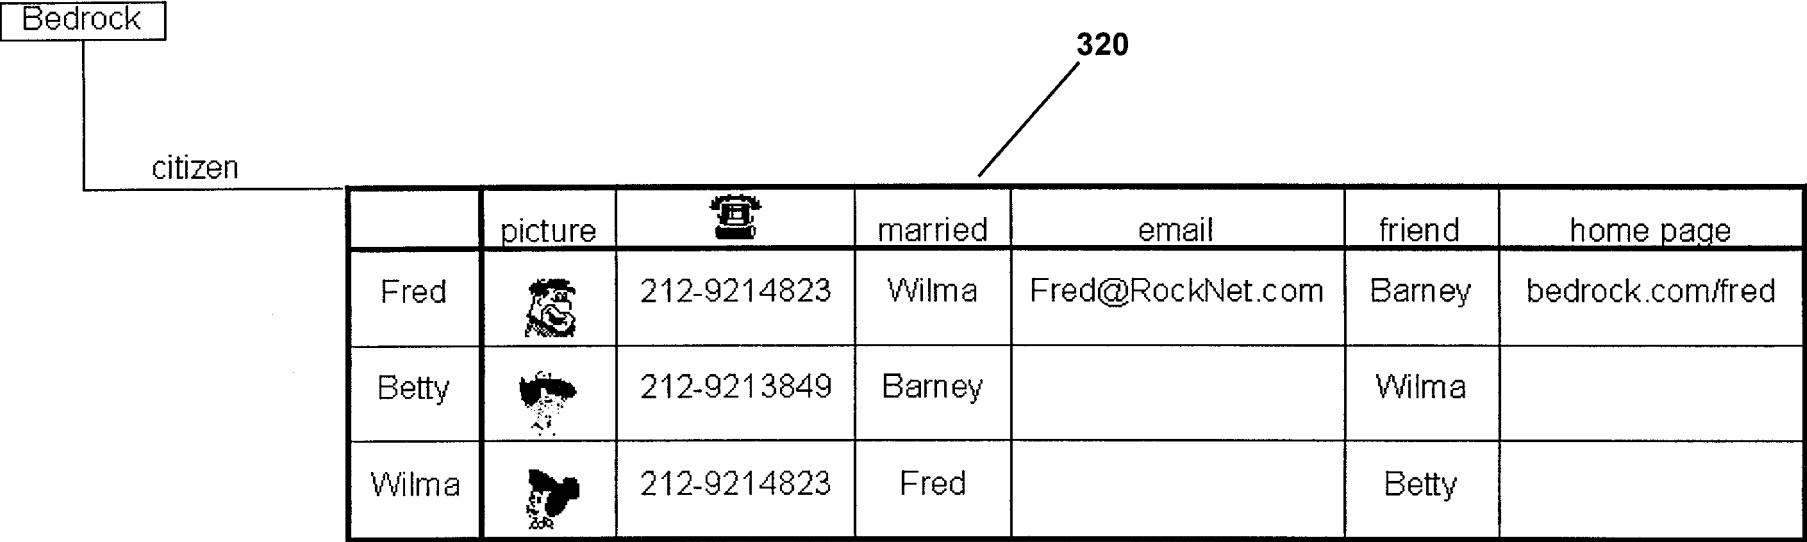 Bedrock
320
citizen
picture married email friend home page
Fred 212-9214823 Wilma Fred@RockNet.com Barney bedrock.com/fred
Betty 212-9213849 Barney Wilma
Wilma 212-9214823 Fred Betty